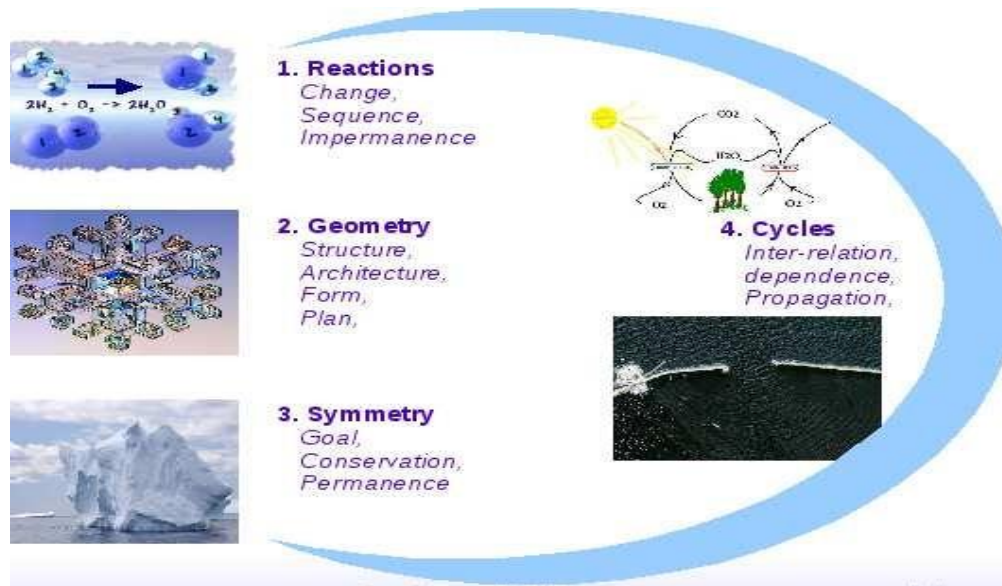 2H2 + O2 -> 2H2O
1. Reactions
Change,
Sequence,
Impermanence
CO2
H2O
O2
O2
2. Geometry
Structure,
Architecture,
Form,
Plan,
4. Cycles
Inter-relation,
dependence,
Propagation,
3. Symmetry
Goal,
Conservation,
Permanence